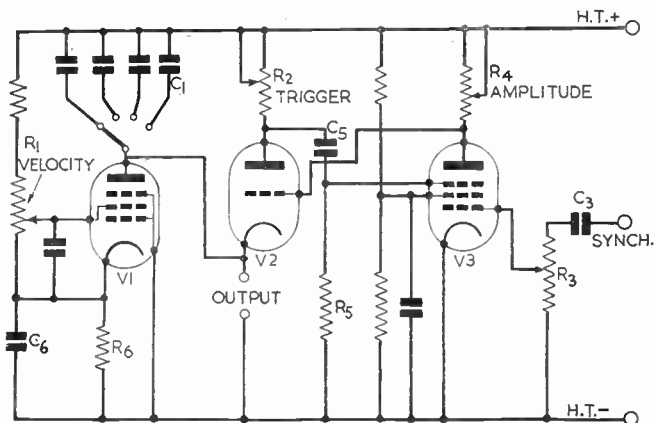 H.T.+
C1
R2
TRIGGER
R4
AMPLITUDE
C5
R1
VELOCITY
C3
SYNCH.
V1
V2
V3
R3
OUTPUT
R5
C6
R6
H.T.-